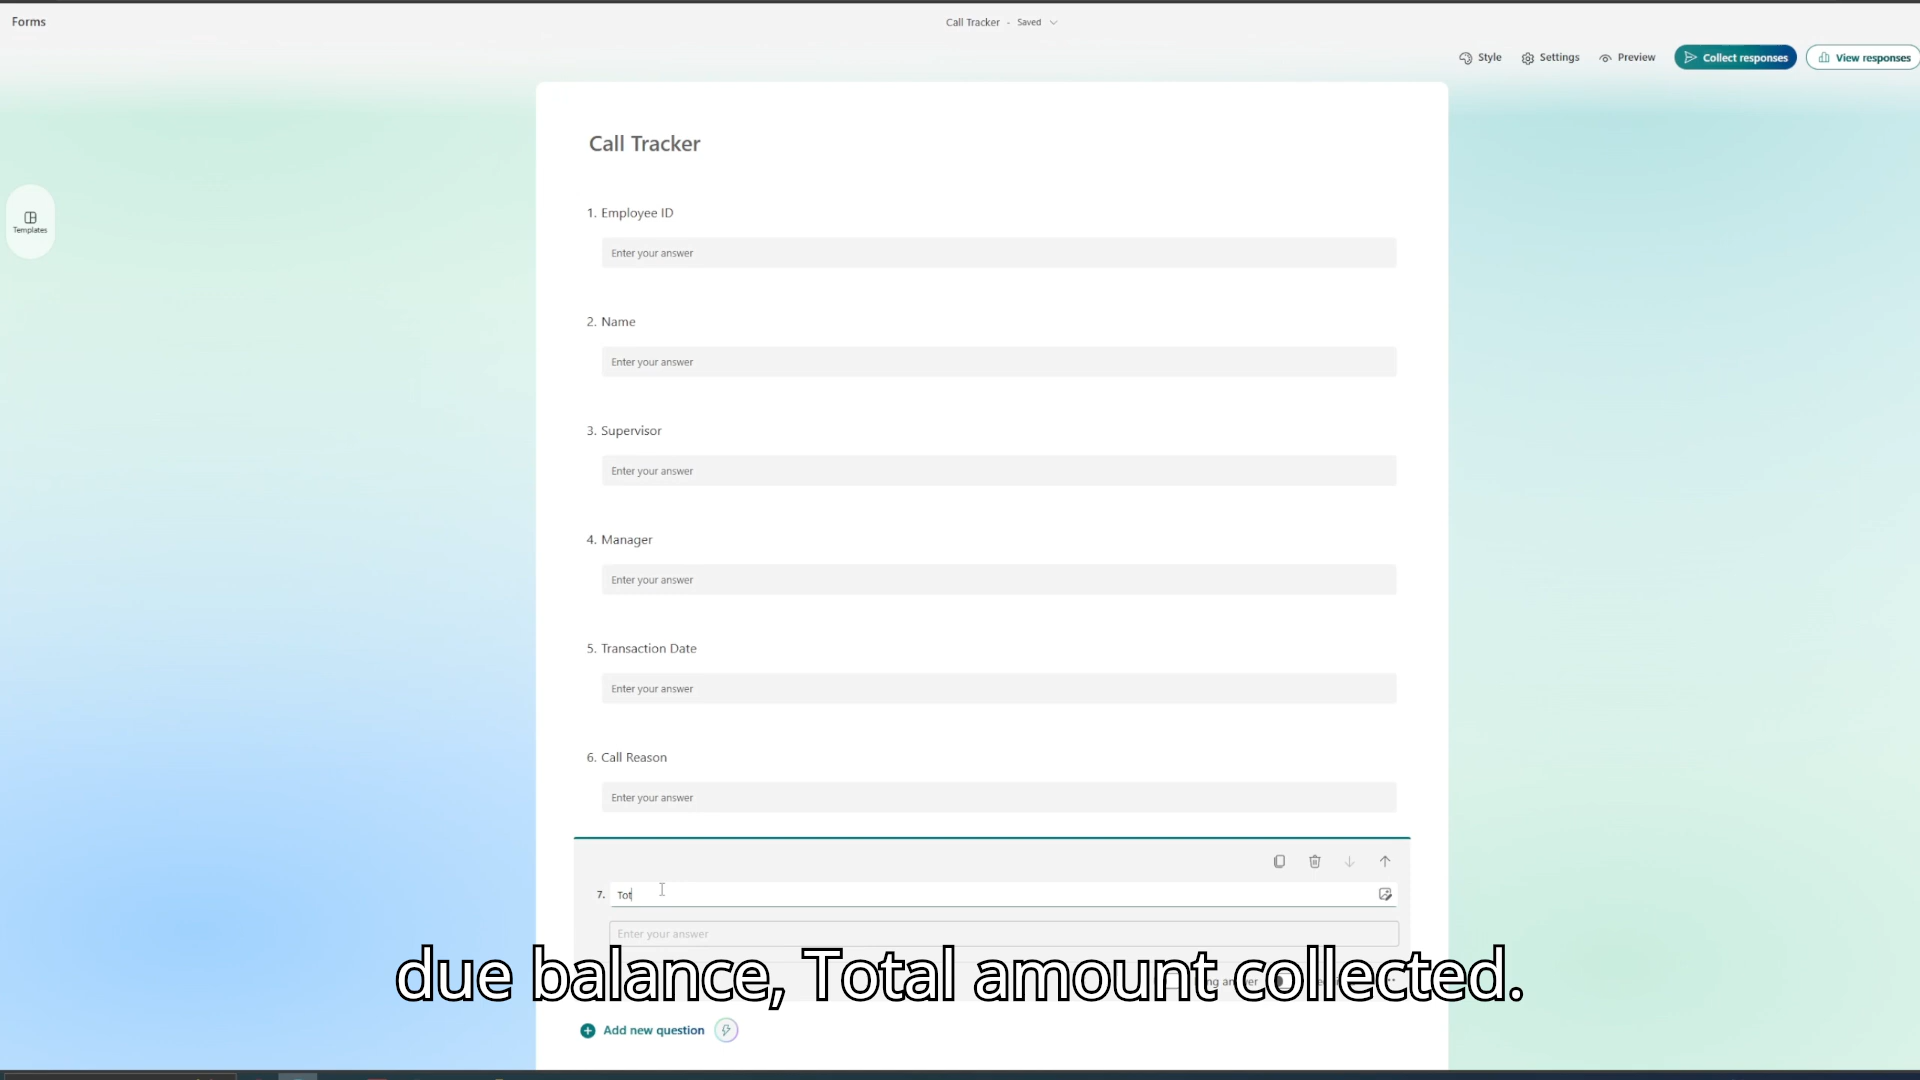 Forms
Call Tracker - Saved
Style
Settings
Preview
Collect responses
View responses
Call Tracker
Templates
1. Employee ID
Enter your answer
2. Name
Enter your answer
3. Supervisor
Enter your answer
4. Manager
Enter your answer
5. Transaction Date
Enter your answer
6. Call Reason
Enter your answer
7. Tot
Enter your answer
due balance, Total amount collected.
Add new question